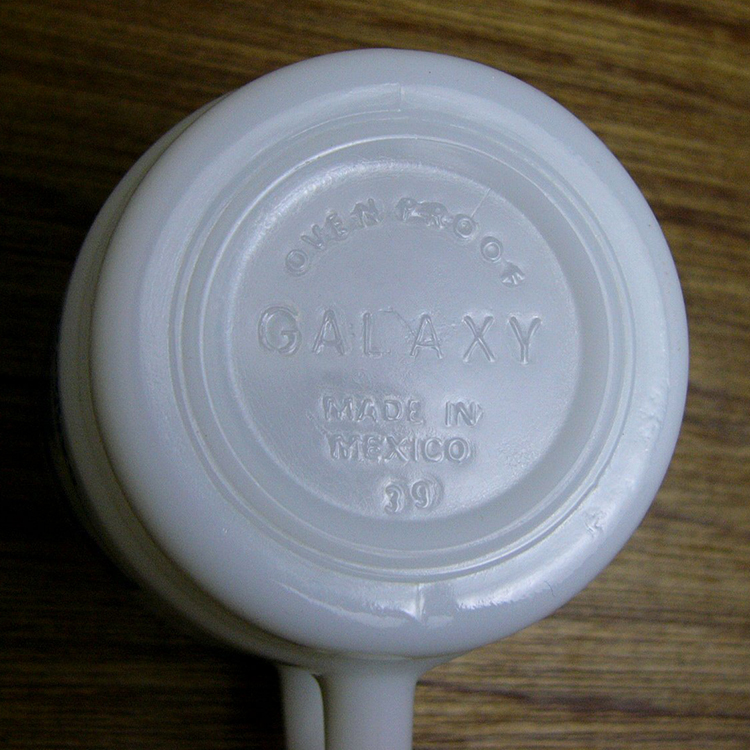 OVEN PROOF
GALAXY
MADE IN
MEXICO
39